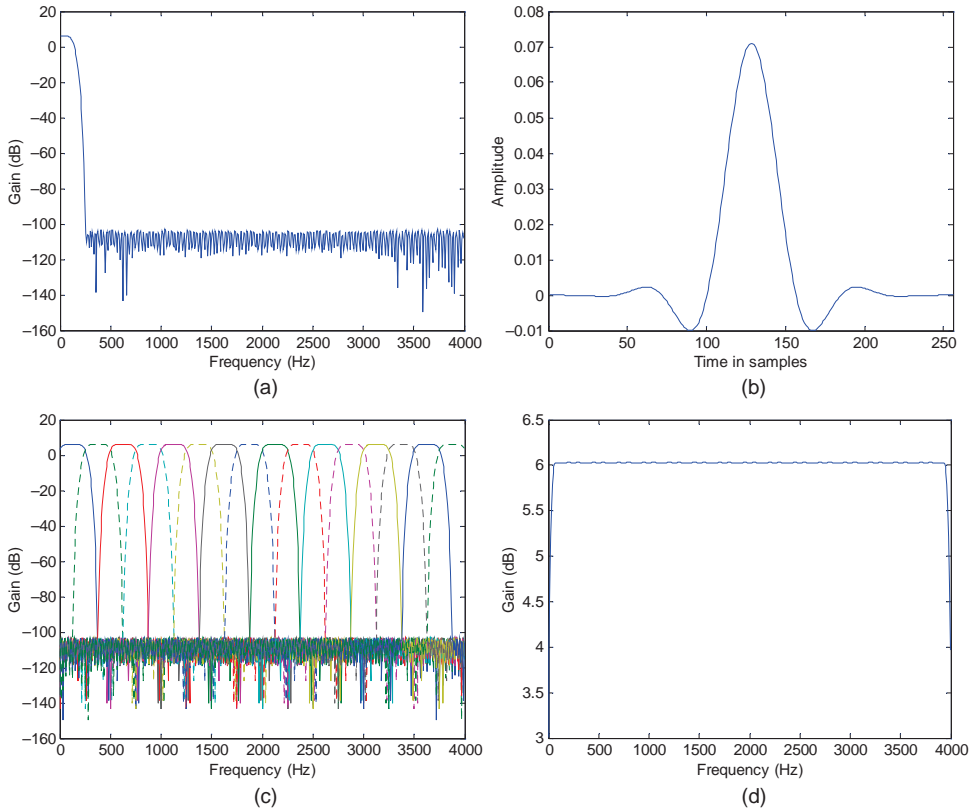 20
0
–20
–40
–60
–80
–100
–120
–140
–160
Gain (dB)
0 500 1000 1500 2000 2500 3000 3500 4000
Frequency (Hz)
(a)
0.08
0.07
0.06
0.05
0.04
0.03
0.02
0.01
0
–0.01
Amplitude
0 50 100 150 200 250
Time in samples
(b)
20
0
–20
–40
–60
–80
–100
–120
–140
–160
Gain (dB)
0 500 1000 1500 2000 2500 3000 3500 4000
Frequency (Hz)
(c)
6.5
6
5.5
5
4.5
4
3.5
3
Gain (dB)
0 500 1000 1500 2000 2500 3000 3500 4000
Frequency (Hz)
(d)